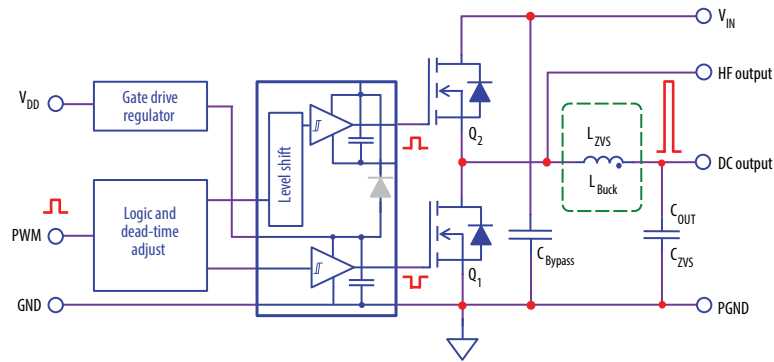 V_IN
HF output
V_DD
Gate drive
regulator
Level shift
Q_2
L_ZVS
L_Buck
DC output
Logic and
dead-time
adjust
PWM
Q_1
C_Bypass
C_OUT
C_ZVS
GND
PGND